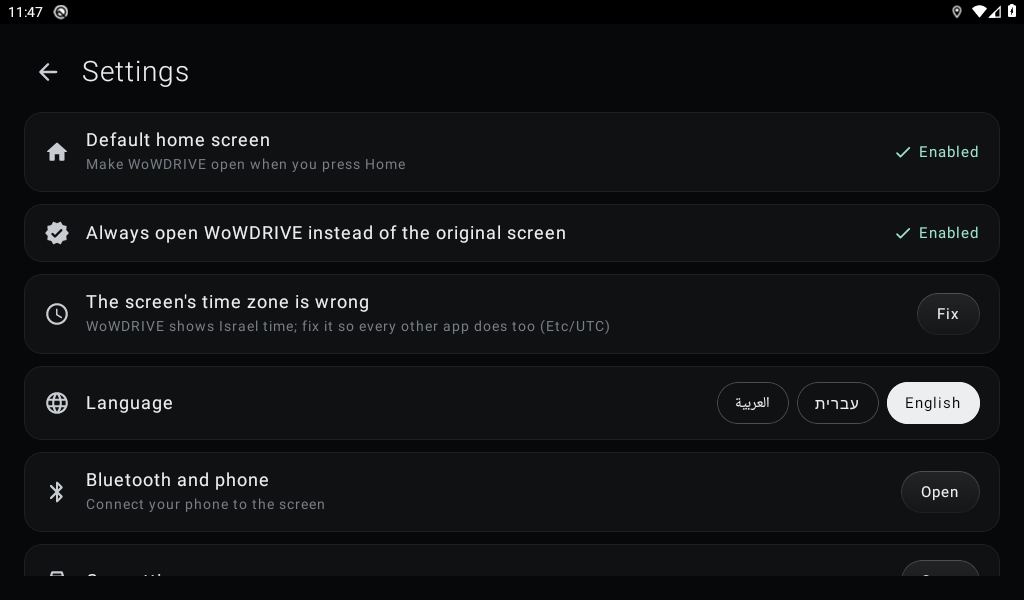 11:47
Settings
Default home screen
Make WoWDRIVE open when you press Home
Enabled
Always open WoWDRIVE instead of the original screen
Enabled
The screen's time zone is wrong
WoWDRIVE shows Israel time; fix it so every other app does too (Etc/UTC)
Fix
Language
العربية
עברית
English
Bluetooth and phone
Connect your phone to the screen
Open